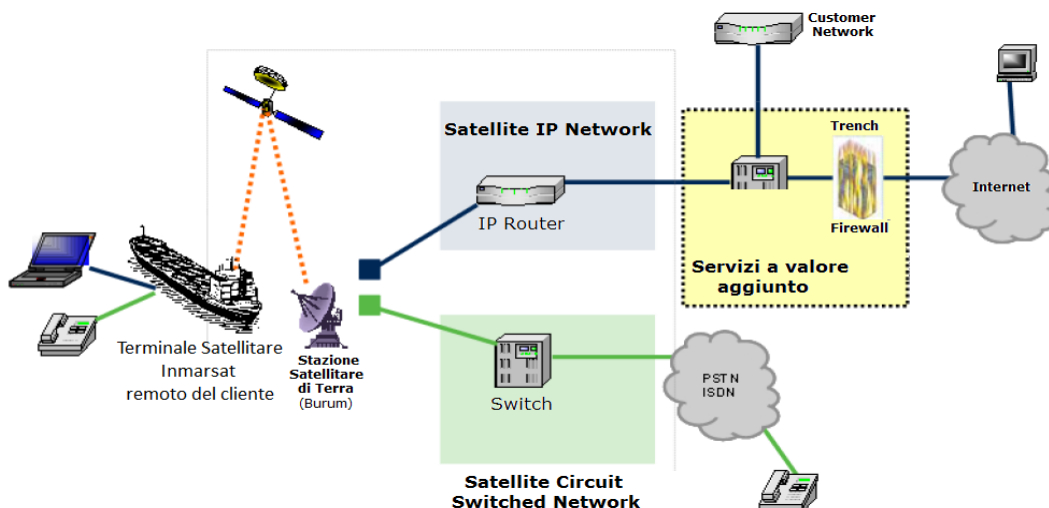 Customer
Network
Satellite IP Network
Trench
Internet
IP Router
Firewall
Servizi a valore
aggiunto
Terminale Satellitare
Inmarsat
remoto del cliente
Stazione
Satellitare
di Terra
(Burum)
PSTN
ISDN
Switch
Satellite Circuit
Switched Network